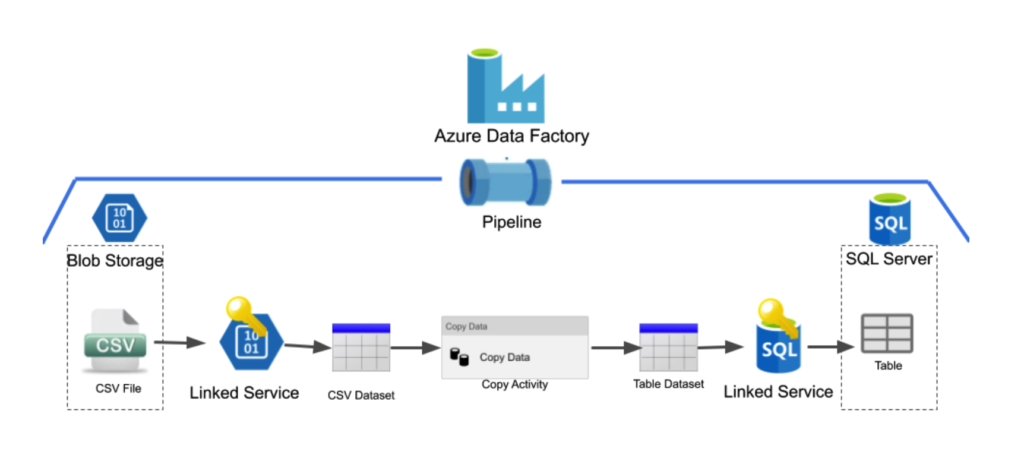 Azure Data Factory
Pipeline
10
01
Blob Storage
SQL
SQL Server
CSV
CSV File
10
01
Linked Service
CSV Dataset
Copy Data
Copy Data
Copy Activity
Table Dataset
SQL
Linked Service
Table